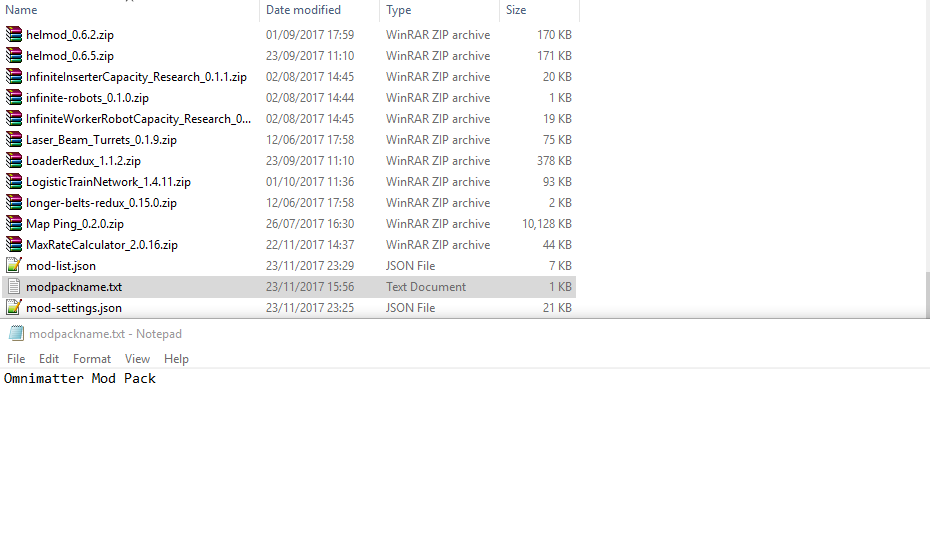 Name Date modified Type Size
helmod_0.6.2.zip 01/09/2017 17:59 WinRAR ZIP archive 170 KB
helmod_0.6.5.zip 23/09/2017 11:10 WinRAR ZIP archive 171 KB
InfiniteInserterCapacity_Research_0.1.1.zip 02/08/2017 14:45 WinRAR ZIP archive 20 KB
infinite-robots_0.1.0.zip 02/08/2017 14:44 WinRAR ZIP archive 1 KB
InfiniteWorkerRobotCapacity_Research_0... 02/08/2017 14:45 WinRAR ZIP archive 19 KB
Laser_Beam_Turrets_0.1.9.zip 12/06/2017 17:58 WinRAR ZIP archive 75 KB
LoaderRedux_1.1.2.zip 23/09/2017 11:10 WinRAR ZIP archive 378 KB
LogisticTrainNetwork_1.4.11.zip 01/10/2017 11:36 WinRAR ZIP archive 93 KB
longer-belts-redux_0.15.0.zip 12/06/2017 17:58 WinRAR ZIP archive 2 KB
Map Ping_0.2.0.zip 26/07/2017 16:30 WinRAR ZIP archive 10,128 KB
MaxRateCalculator_2.0.16.zip 22/11/2017 14:37 WinRAR ZIP archive 44 KB
mod-list.json 23/11/2017 23:29 JSON File 7 KB
modpackname.txt 23/11/2017 15:56 Text Document 1 KB
mod-settings.json 23/11/2017 23:25 JSON File 21 KB
modpackname.txt - Notepad
File Edit Format View Help
Omnimatter Mod Pack